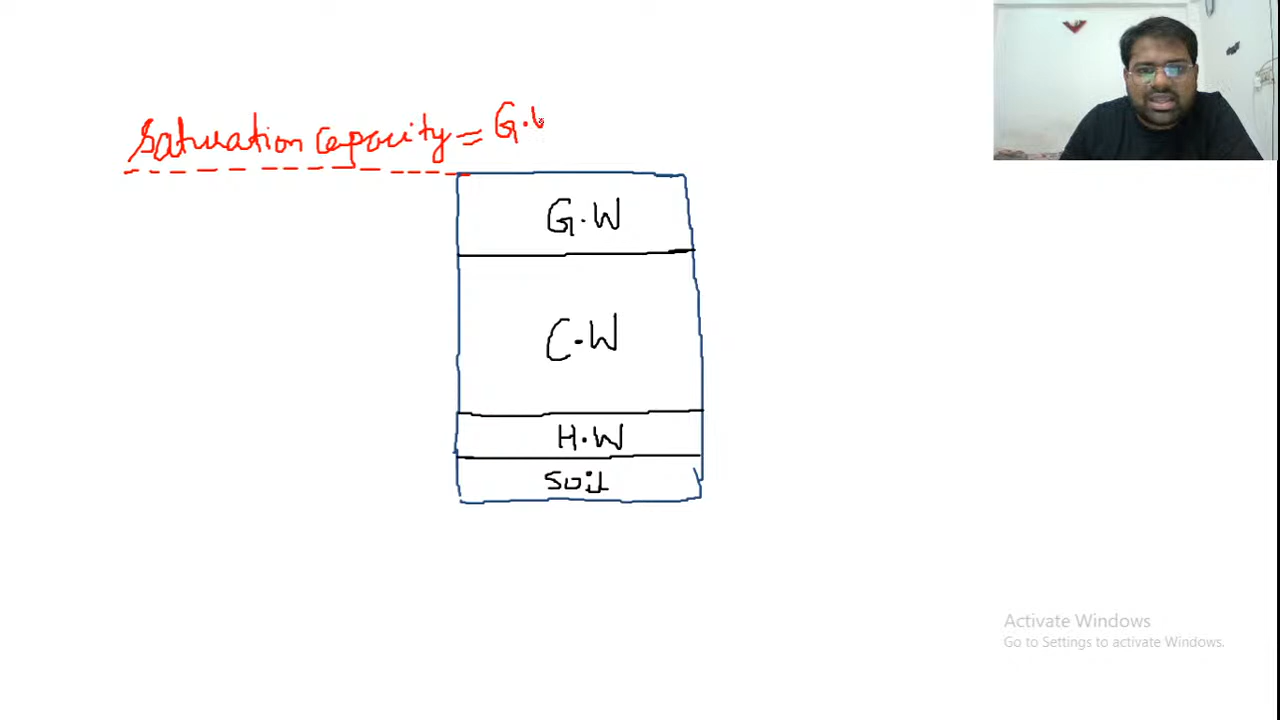 Saturation capacity = G.W
G.W
C.W
H.W
Soil
Activate Windows
Go to Settings to activate Windows.